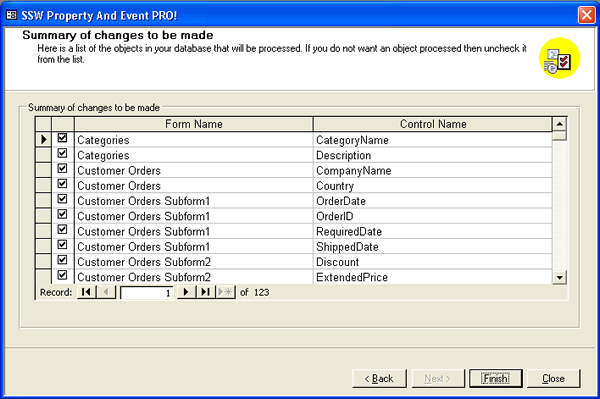 SSW Property And Event PRO!
Summary of changes to be made
Here is a list of the objects in your database that will be processed. If you do not want an object processed then uncheck it
from the list.
Summary of changes to be made
Form Name Control Name
Categories CategoryName
Categories Description
Customer Orders CompanyName
Customer Orders Country
Customer Orders Subform1 OrderDate
Customer Orders Subform1 OrderID
Customer Orders Subform1 RequiredDate
Customer Orders Subform1 ShippedDate
Customer Orders Subform2 Discount
Customer Orders Subform2 ExtendedPrice
Record: 1 of 123
< Back Next > Finish Close